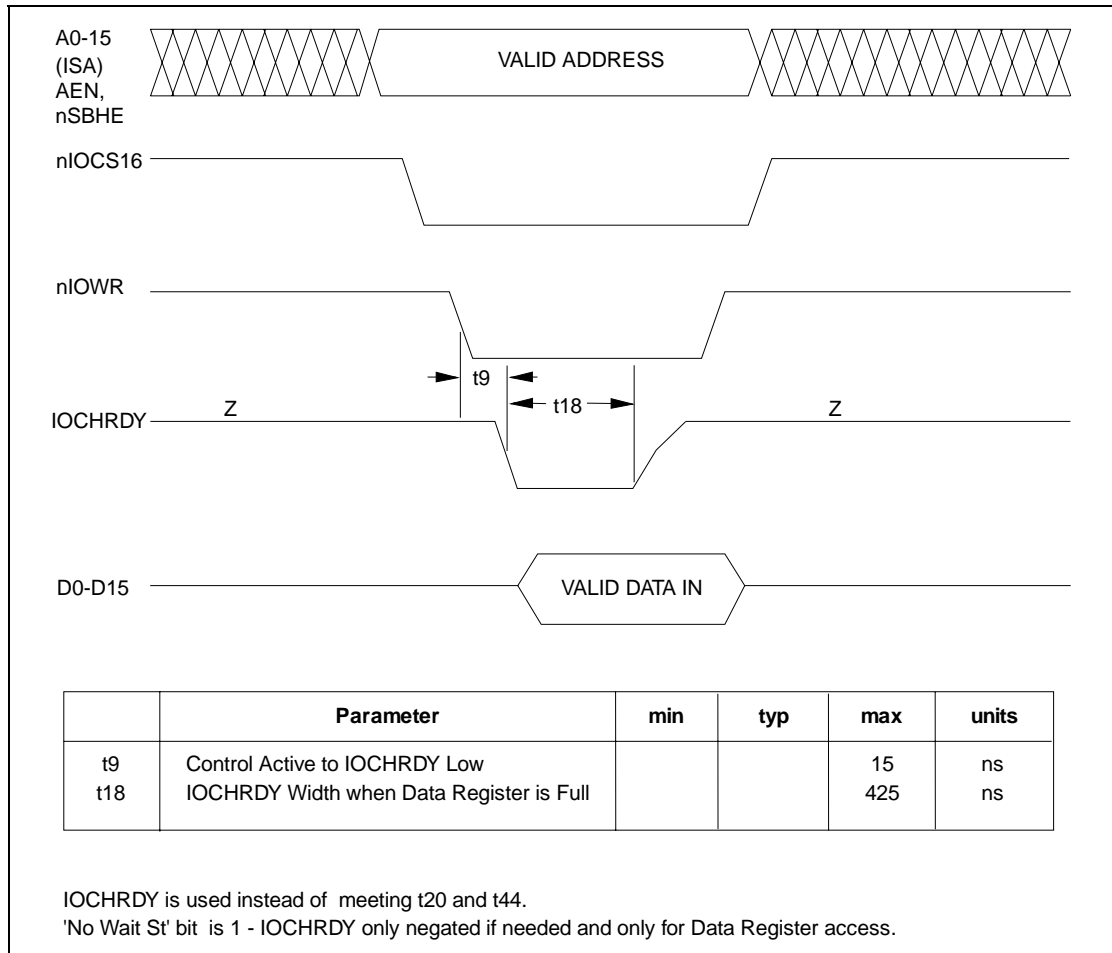 A0-15
(ISA)
AEN,
nSBHE
VALID ADDRESS
nIOCS16
nIOWR
t9
t18
IOCHRDY
Z
Z
D0-D15
VALID DATA IN
Parameter min typ max units
t9 Control Active to IOCHRDY Low 15 ns
t18 IOCHRDY Width when Data Register is Full 425 ns
IOCHRDY is used instead of meeting t20 and t44.
'No Wait St' bit is 1 - IOCHRDY only negated if needed and only for Data Register access.